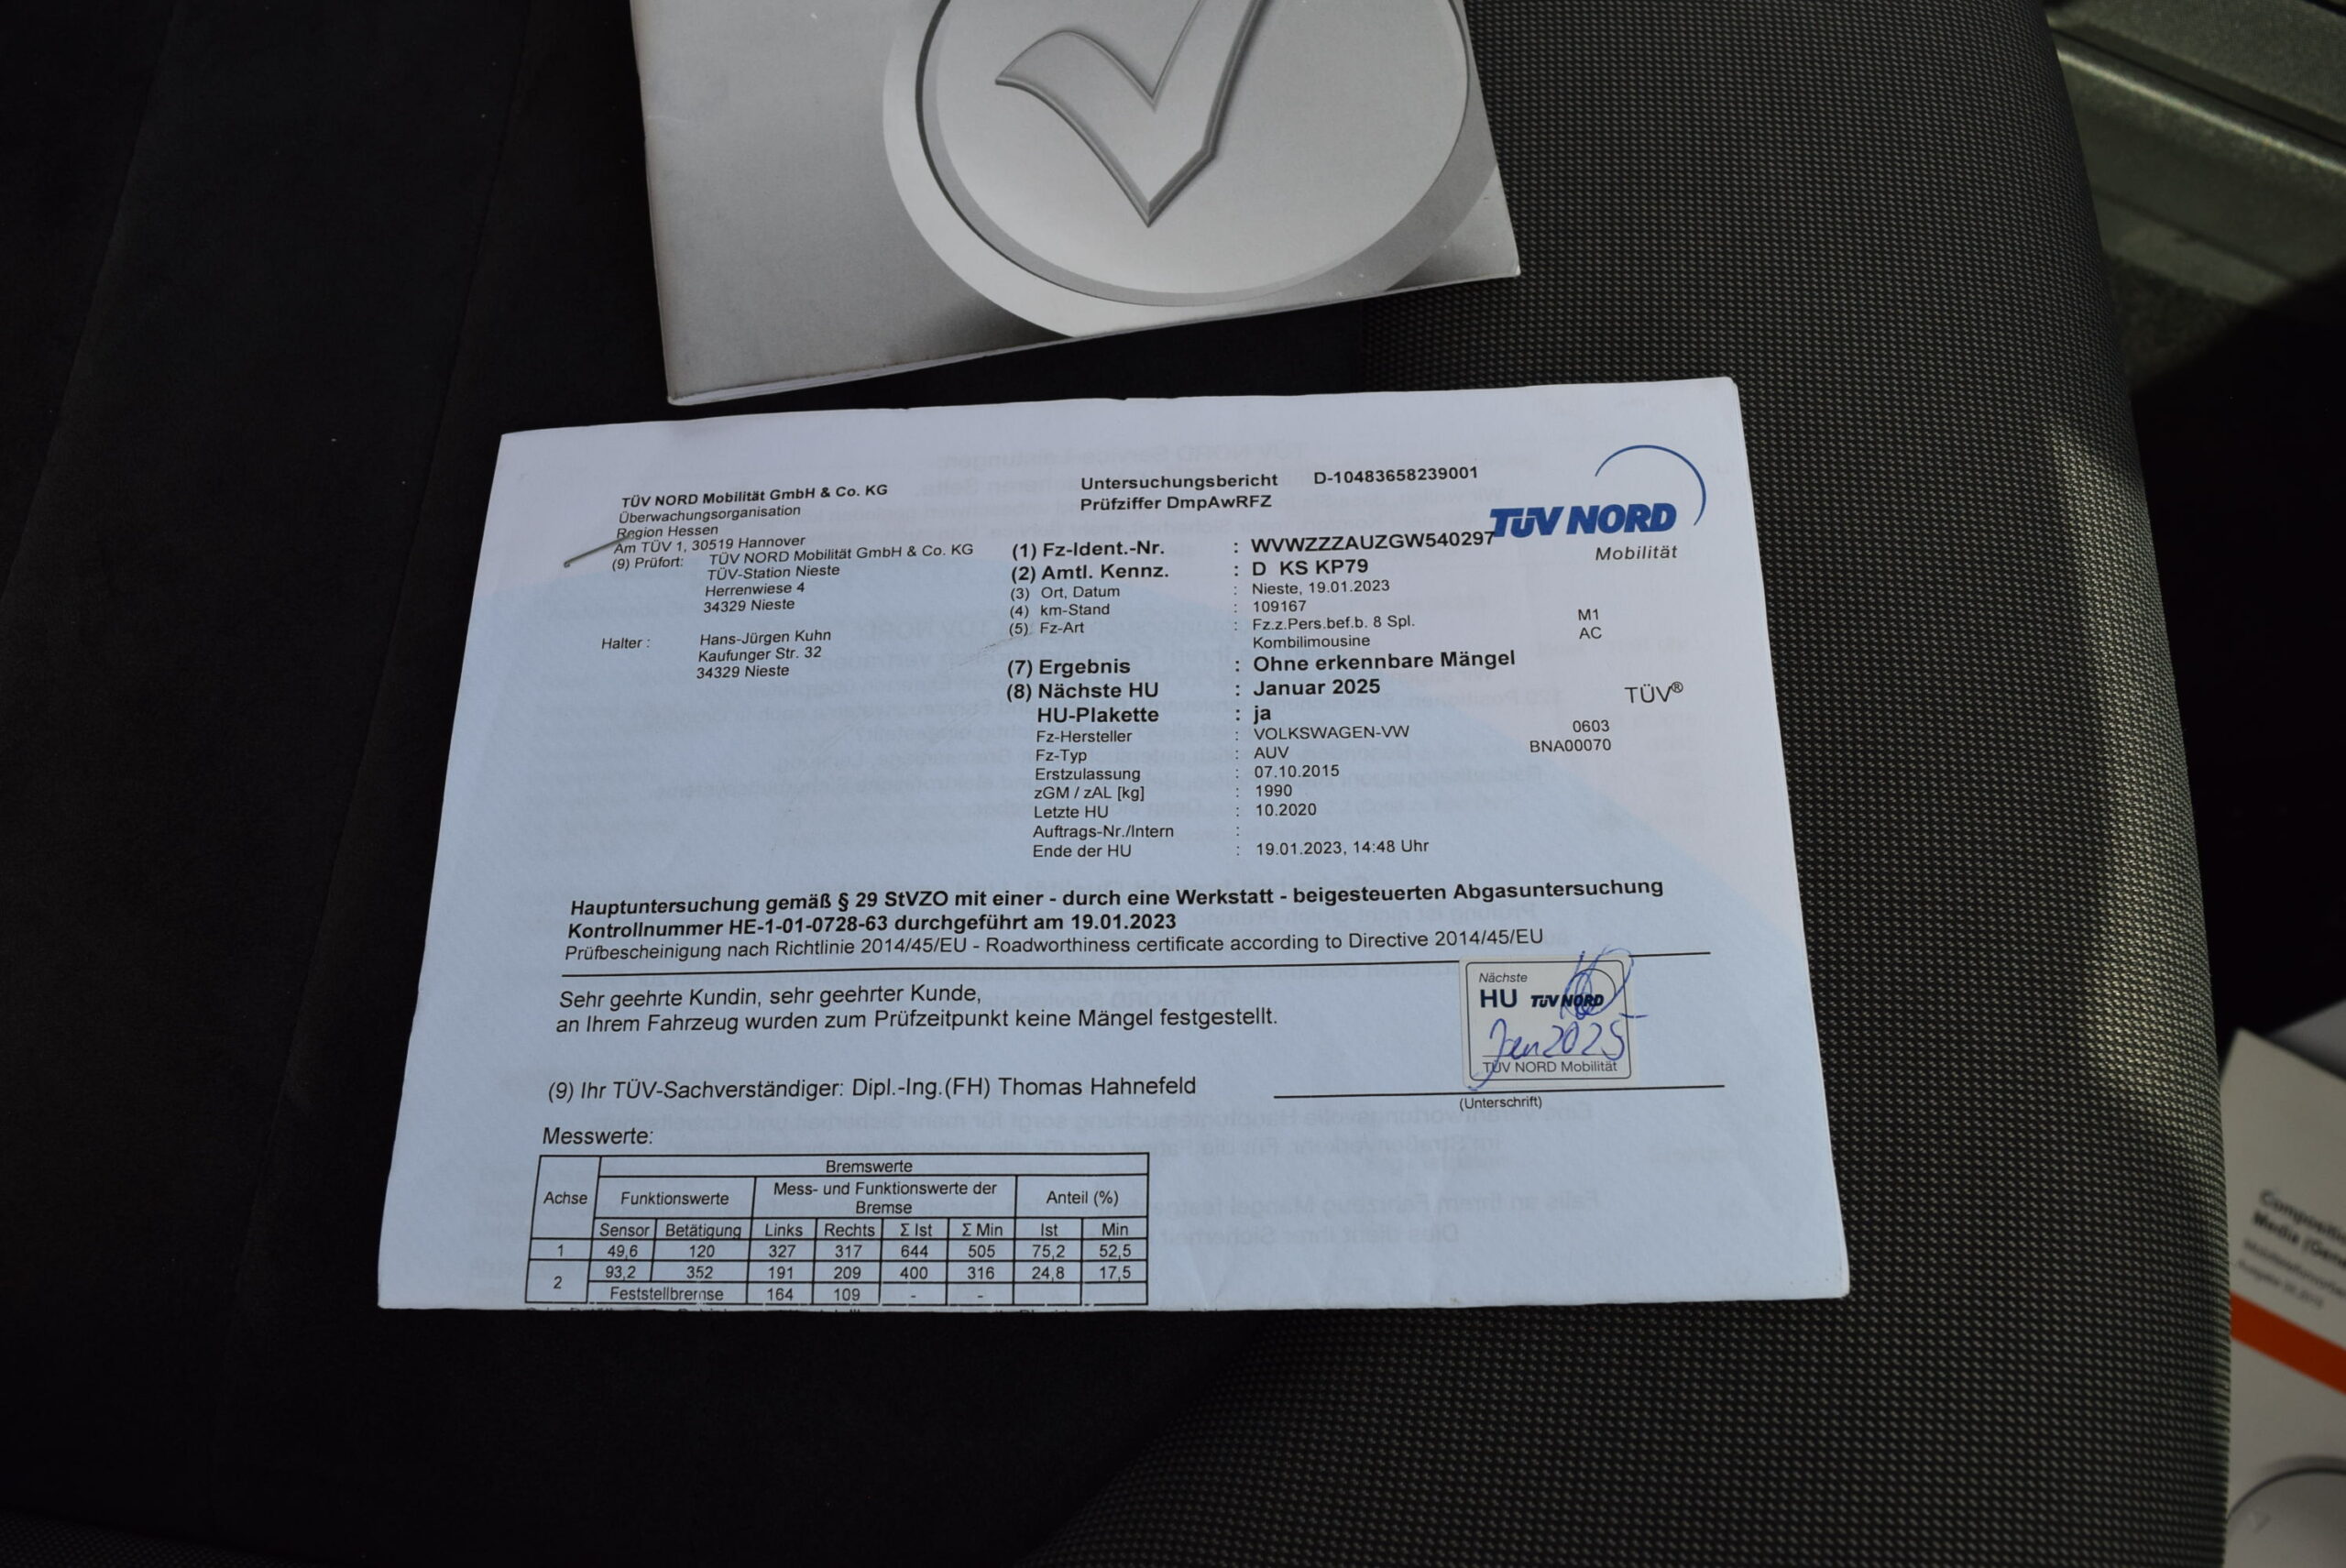 TÜV NORD Mobilität GmbH & Co. KG
Überwachungsorganisation
Region Hessen
Am TÜV 1, 30519 Hannover
(9) Prüfort: TÜV NORD Mobilität GmbH & Co. KG
TÜV-Station Nieste
Herrenwiese 4
34329 Nieste
Halter : Hans-Jürgen Kuhn
Kaufunger Str. 32
34329 Nieste
Untersuchungsbericht D-10483658239001
Prüfziffer DmpAwRFZ
TÜV NORD
Mobilität
(1) Fz-Ident.-Nr. : WVWZZZAUZGW540297
(2) Amtl. Kennz. : D KS KP79
(3) Ort, Datum : Nieste, 19.01.2023
(4) km-Stand : 109167
(5) Fz-Art : Fz.z.Pers.bef.b. 8 Spl. M1
Kombilimousine AC
(7) Ergebnis : Ohne erkennbare Mängel
(8) Nächste HU : Januar 2025
TÜV®
HU-Plakette : ja
Fz-Hersteller : VOLKSWAGEN-VW 0603
Fz-Typ : AUV BNA00070
Erstzulassung : 07.10.2015
zGM / zAL [kg] : 1990
Letzte HU : 10.2020
Auftrags-Nr./Intern :
Ende der HU : 19.01.2023, 14:48 Uhr
Hauptuntersuchung gemäß § 29 StVZO mit einer - durch eine Werkstatt - beigesteuerten Abgasuntersuchung
Kontrollnummer HE-1-01-0728-63 durchgeführt am 19.01.2023
Prüfbescheinigung nach Richtlinie 2014/45/EU - Roadworthiness certificate according to Directive 2014/45/EU
Sehr geehrte Kundin, sehr geehrter Kunde,
an Ihrem Fahrzeug wurden zum Prüfzeitpunkt keine Mängel festgestellt.
Nächste
HU TÜV NORD
Jan 2025
TÜV NORD Mobilität
(9) Ihr TÜV-Sachverständiger: Dipl.-Ing.(FH) Thomas Hahnefeld
(Unterschrift)
Messwerte:
Bremswerte
Achse Funktionswerte Mess- und Funktionswerte der Bremse Anteil (%)
Sensor Betätigung Links Rechts Σ Ist Σ Min Ist Min
1 49,6 120 327 317 644 505 75,2 52,5
2 93,2 352 191 209 400 316 24,8 17,5
Feststellbremse 164 109 - -
Media